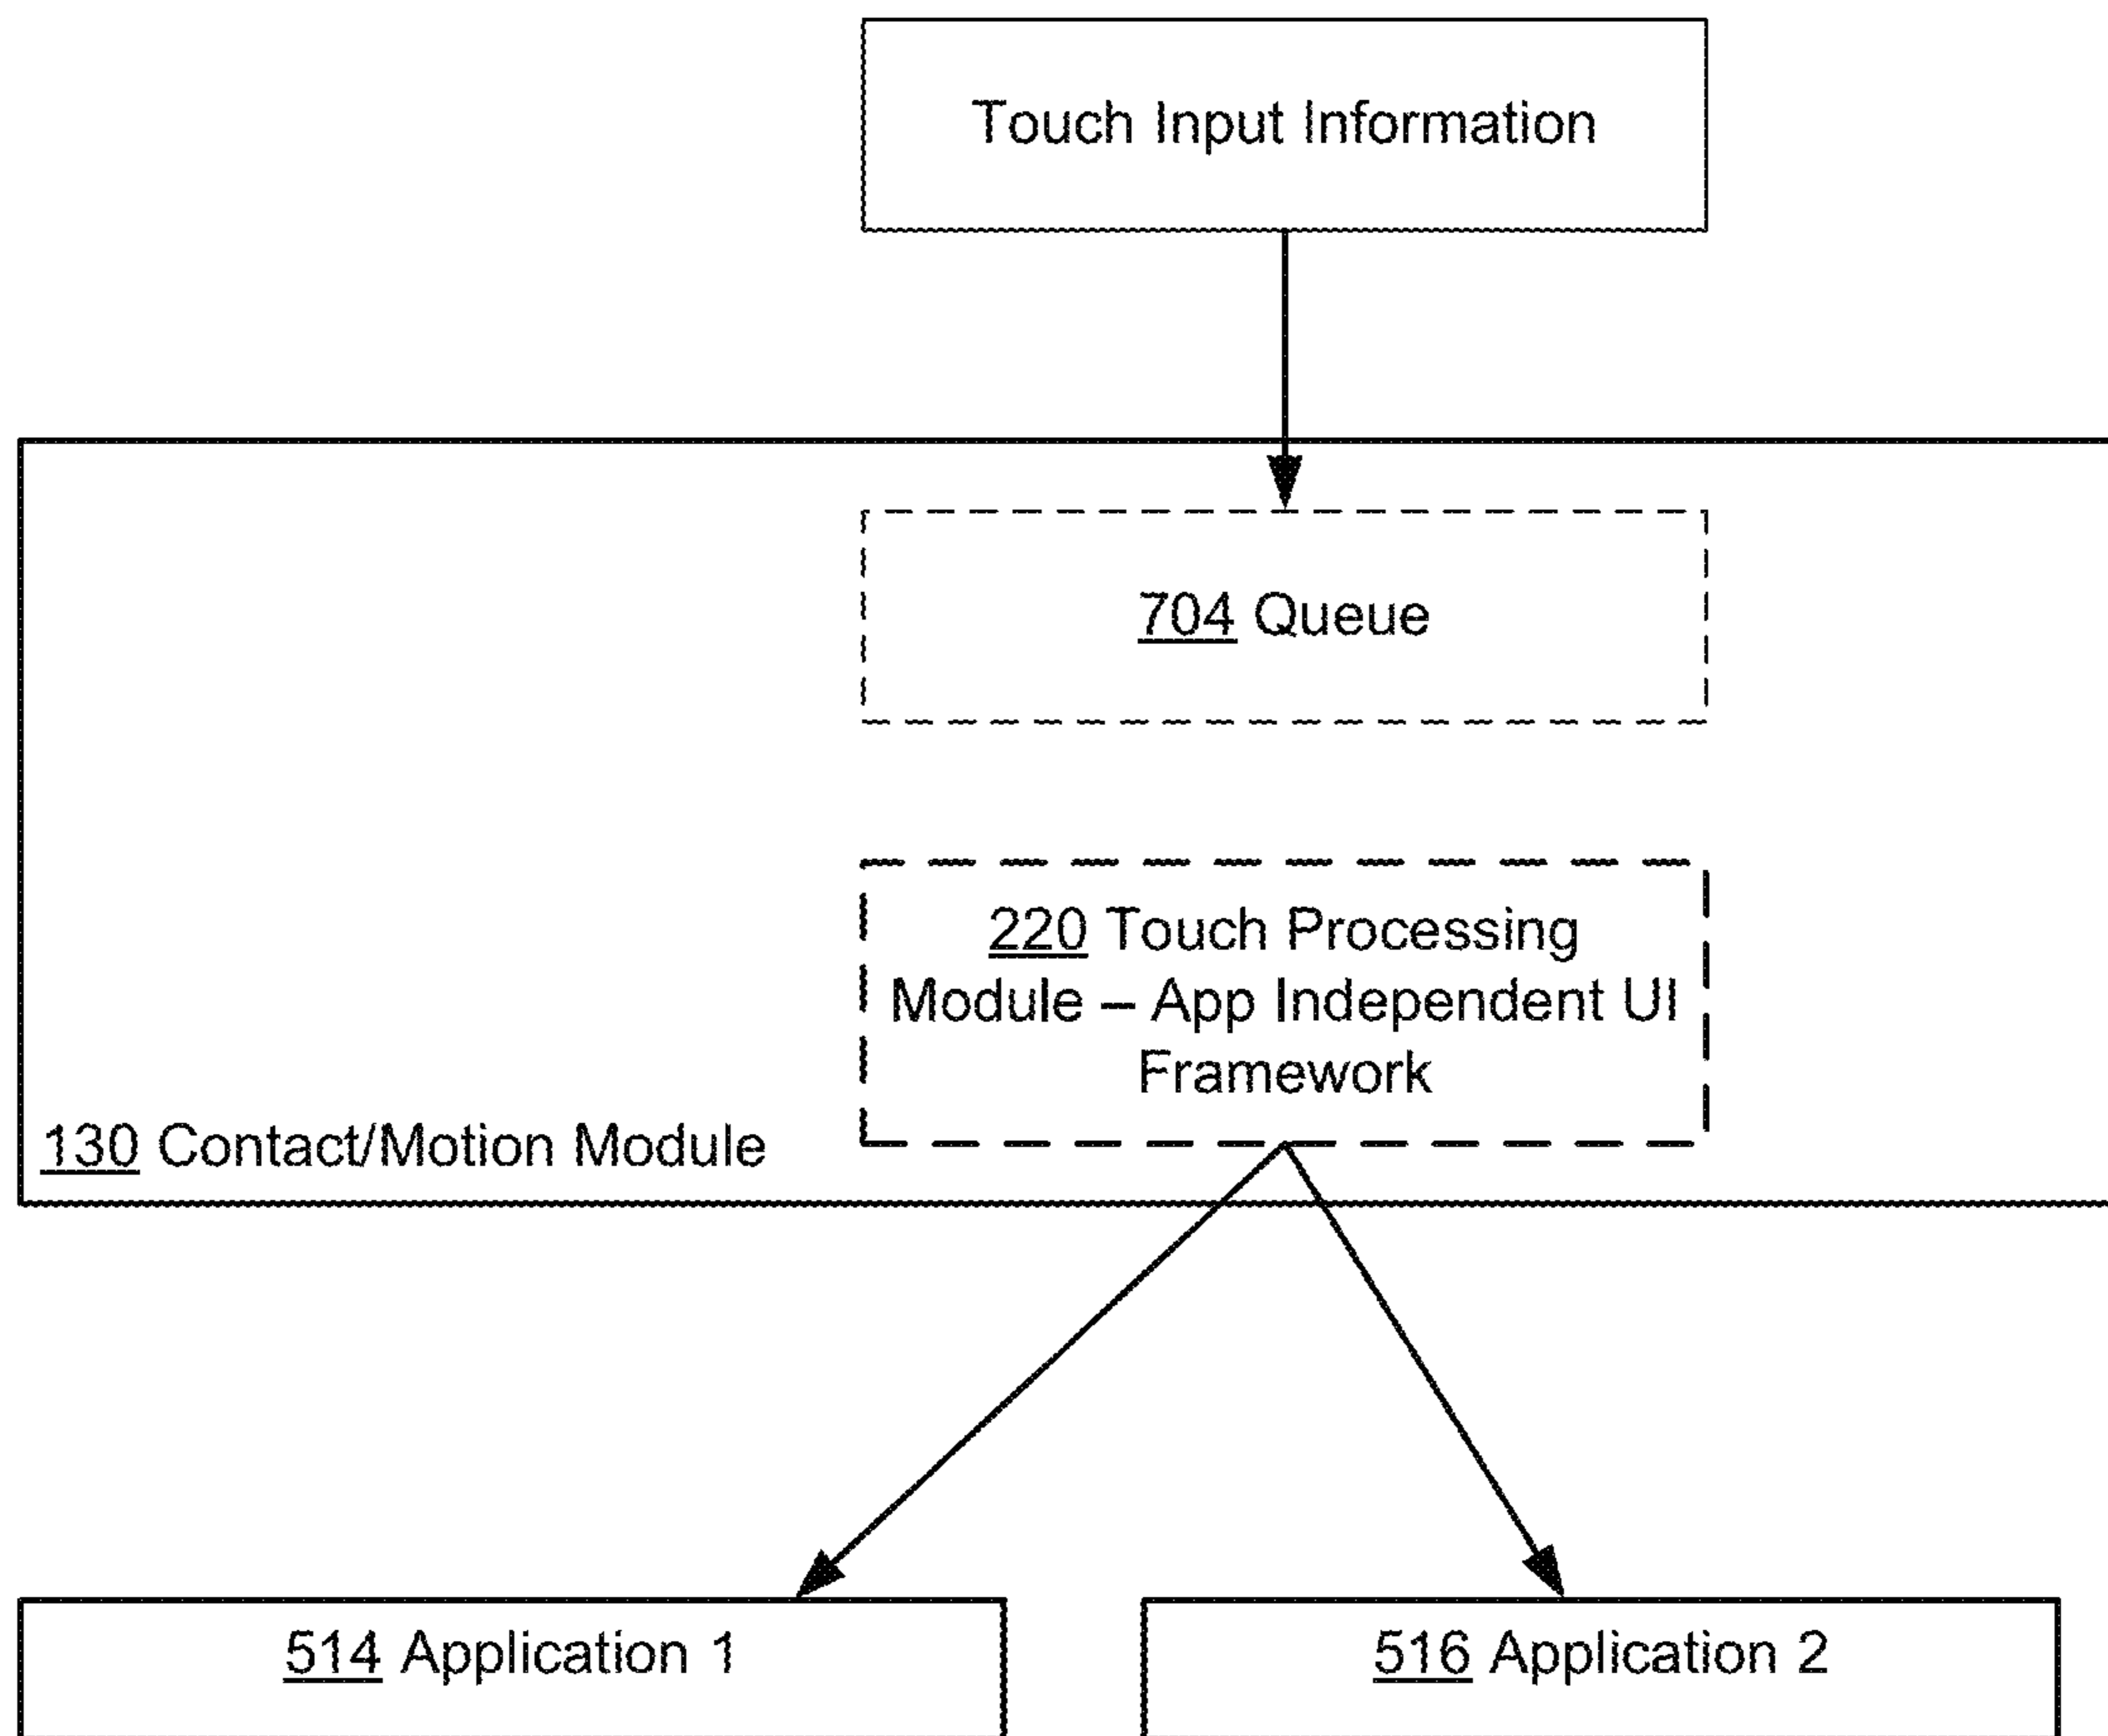 Touch Input Information
704 Queue
220 Touch Processing
Module – App Independent UI
Framework
130 Contact/Motion Module
514 Application 1
516 Application 2